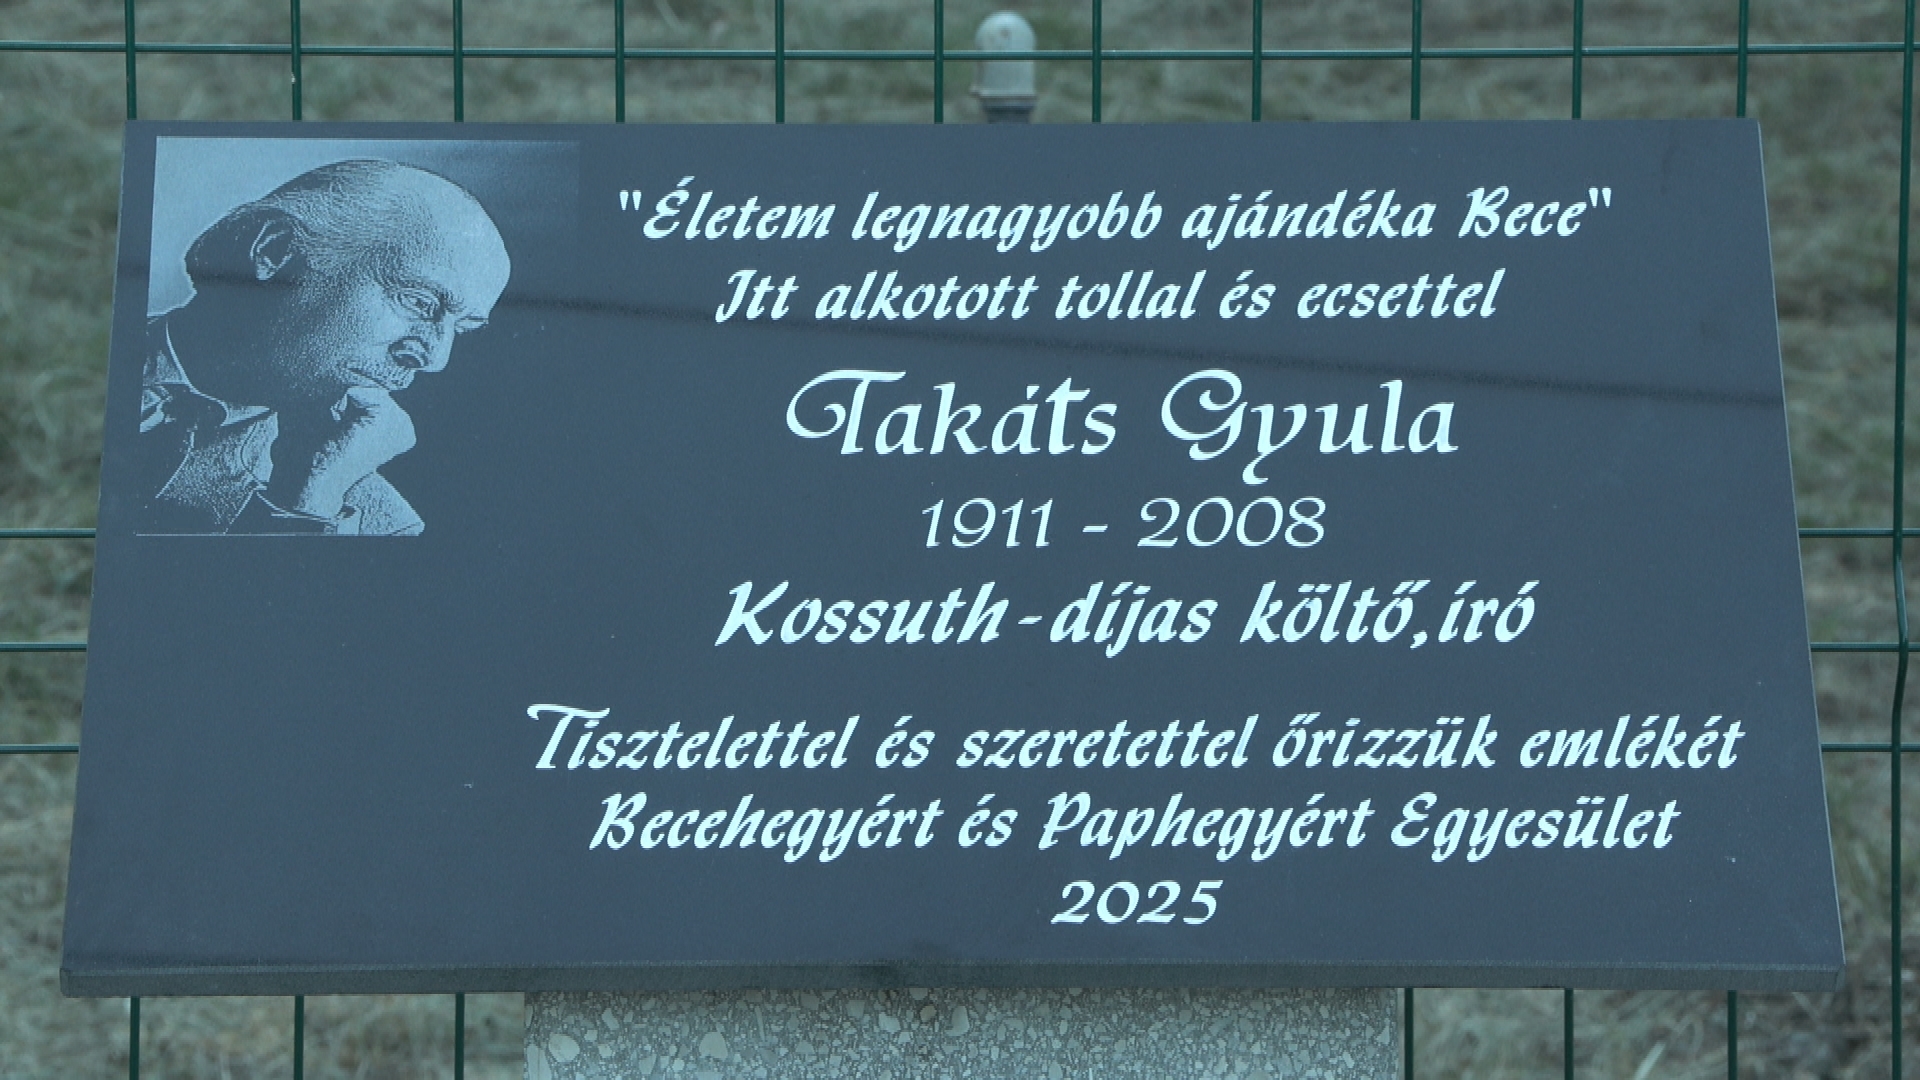 "Életem legnagyobb ajándéka Bece"
Itt alkotott tollal és ecsettel
Takáts Gyula
1911 - 2008
Kossuth-díjas költő,író
Tisztelettel és szeretettel őrizzük emlékét
Becehegyért és Paphegyért Egyesület
2025